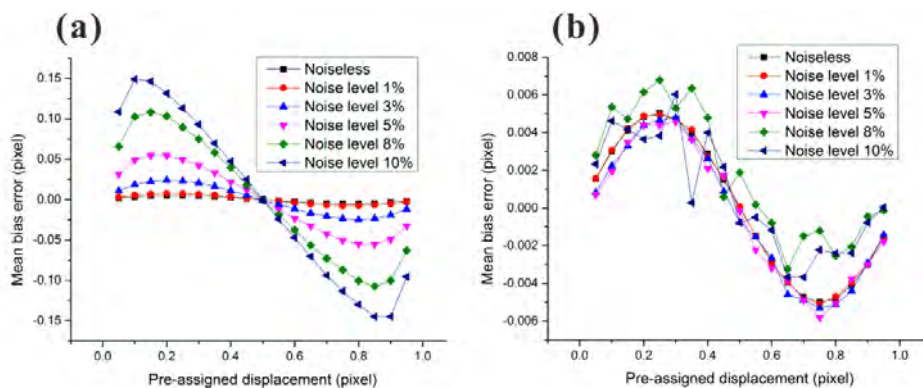 (a)
Noiseless
Noise level 1%
Noise level 3%
Noise level 5%
Noise level 8%
Noise level 10%
0.15
0.10
0.05
0.00
-0.05
-0.10
-0.15
Mean bias error (pixel)
0.0 0.2 0.4 0.6 0.8 1.0
Pre-assigned displacement (pixel)
(b)
Noiseless
Noise level 1%
Noise level 3%
Noise level 5%
Noise level 8%
Noise level 10%
0.008
0.006
0.004
0.002
0.000
-0.002
-0.004
-0.006
Mean bias error (pixel)
0.0 0.2 0.4 0.6 0.8 1.0
Pre-assigned displacement (pixel)